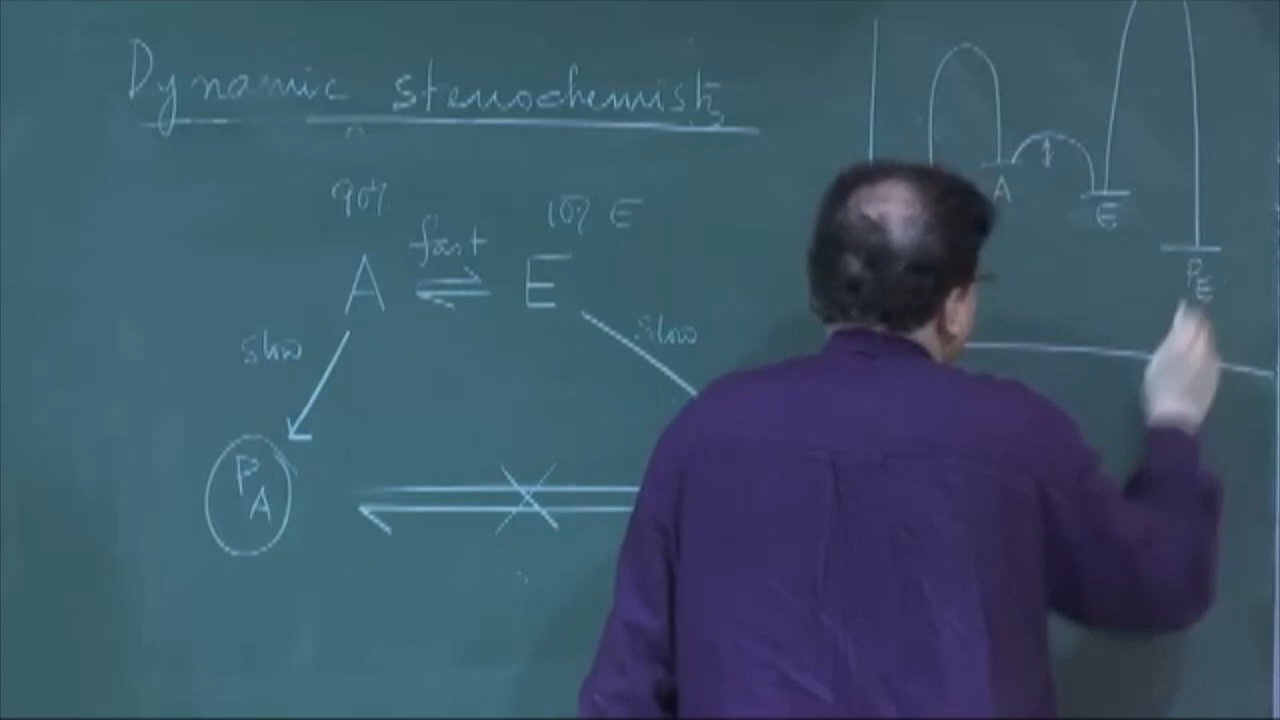 Dynamic stereochemistry
90% 10% E
A fast E
slow slow
P A
A
E
P E